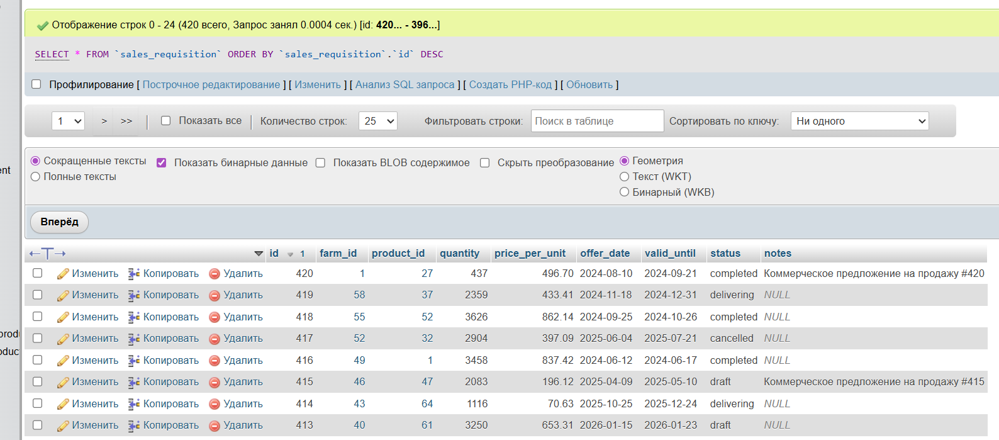 Отображение строк 0 - 24 (420 всего, Запрос занял 0.0004 сек.) [id: 420... - 396...]
SELECT * FROM `sales_requisition` ORDER BY `sales_requisition`.`id` DESC
Профилирование [ Построчное редактирование ] [ Изменить ] [ Анализ SQL запроса ] [ Создать PHP-код ] [ Обновить ]
1 > >> | Показать все | Количество строк: 25 Фильтровать строки: Поиск в таблице Сортировать по ключу: Ни одного
Сокращенные тексты Показать бинарные данные Показать BLOB содержимое Скрыть преобразование Геометрия
ent
Полные тексты Текст (WKT)
Бинарный (WKB)
Вперёд
←T→ id 1 farm_id product_id quantity price_per_unit offer_date valid_until status notes
Изменить Копировать Удалить 420 1 27 437 496.70 2024-08-10 2024-09-21 completed Коммерческое предложение на продажу #420
Изменить Копировать Удалить 419 58 37 2359 433.41 2024-11-18 2024-12-31 delivering NULL
Изменить Копировать Удалить 418 55 52 3626 862.14 2024-09-25 2024-10-26 completed NULL
produ
Изменить Копировать Удалить 417 52 32 2904 397.09 2025-06-04 2025-07-21 cancelled NULL
oduc
Изменить Копировать Удалить 416 49 1 3458 837.42 2024-06-12 2024-06-17 completed NULL
Изменить Копировать Удалить 415 46 47 2083 196.12 2025-04-09 2025-05-10 draft Коммерческое предложение на продажу #415
Изменить Копировать Удалить 414 43 64 1116 70.63 2025-10-25 2025-12-24 delivering NULL
Изменить Копировать Удалить 413 40 61 3250 653.31 2026-01-15 2026-01-23 draft NULL